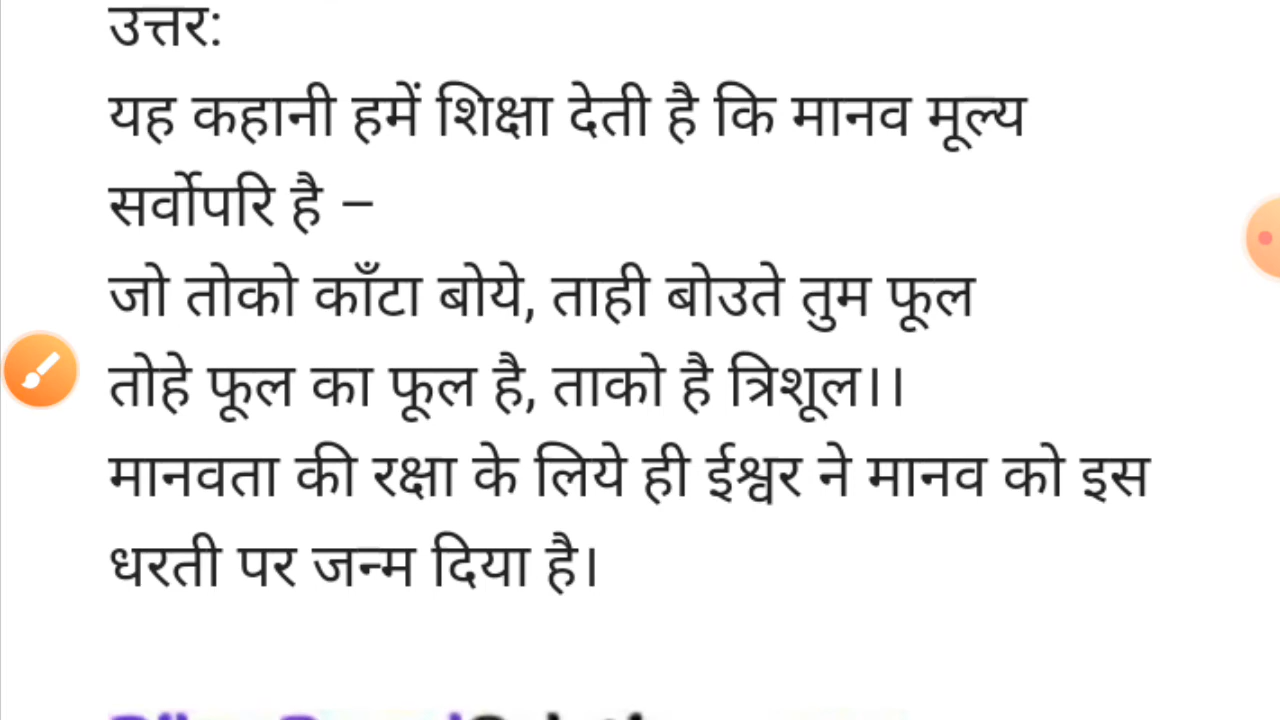 उत्तर:
यह कहानी हमें शिक्षा देती है कि मानव मूल्य
सर्वोपरि है –
जो तोको काँटा बोये, ताही बोउते तुम फूल
तोहे फूल का फूल है, ताको है त्रिशूल।।
मानवता की रक्षा के लिये ही ईश्वर ने मानव को इस
धरती पर जन्म दिया है।